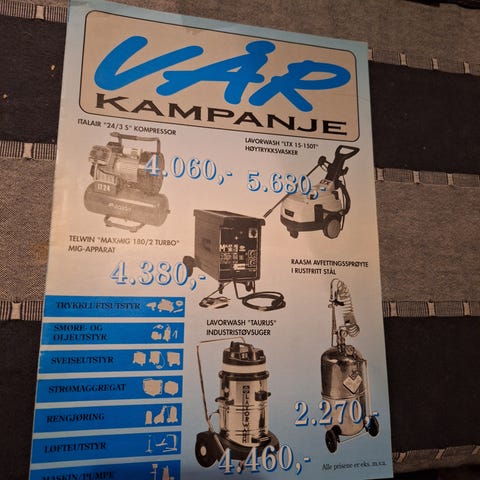 VÅR
KAMPANJE
ITALAIR "24/3 S" KOMPRESSOR
4.060,-
LAVORWASH "LTX 15-150T"
HØYTRYKKSVASKER
5.680,-
TELWIN "MAXMIG 180/2 TURBO"
MIG-APPARAT
4.380,-
RAASM AVFETTINGSSPRØYTE
I RUSTFRITT STÅL
2.270,-
LAVORWASH "TAURUS"
INDUSTRISTØVSUGER
4.460,-
TRYKKLUFTSUTSTYR
SMØRE- OG
OLJEUTSTYR
SVEISEUTSTYR
STRØMAGGREGAT
RENGJØRING
LØFTEUTSTYR
MASKIN/PUMPE
Alle prisene er eks. m.v.a.